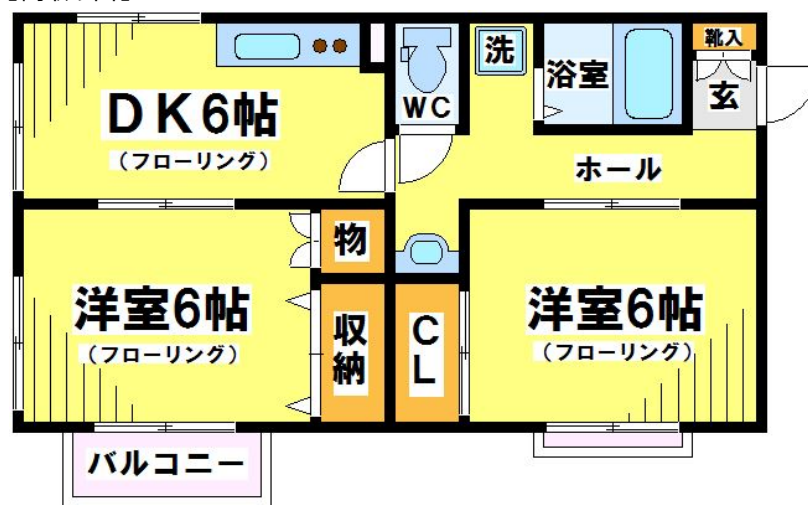 DK6帖
(フローリング)
WC
洗
浴室
靴入
玄
ホール
洋室6帖
(フローリング)
物
収納
CL
洋室6帖
(フローリング)
バルコニー